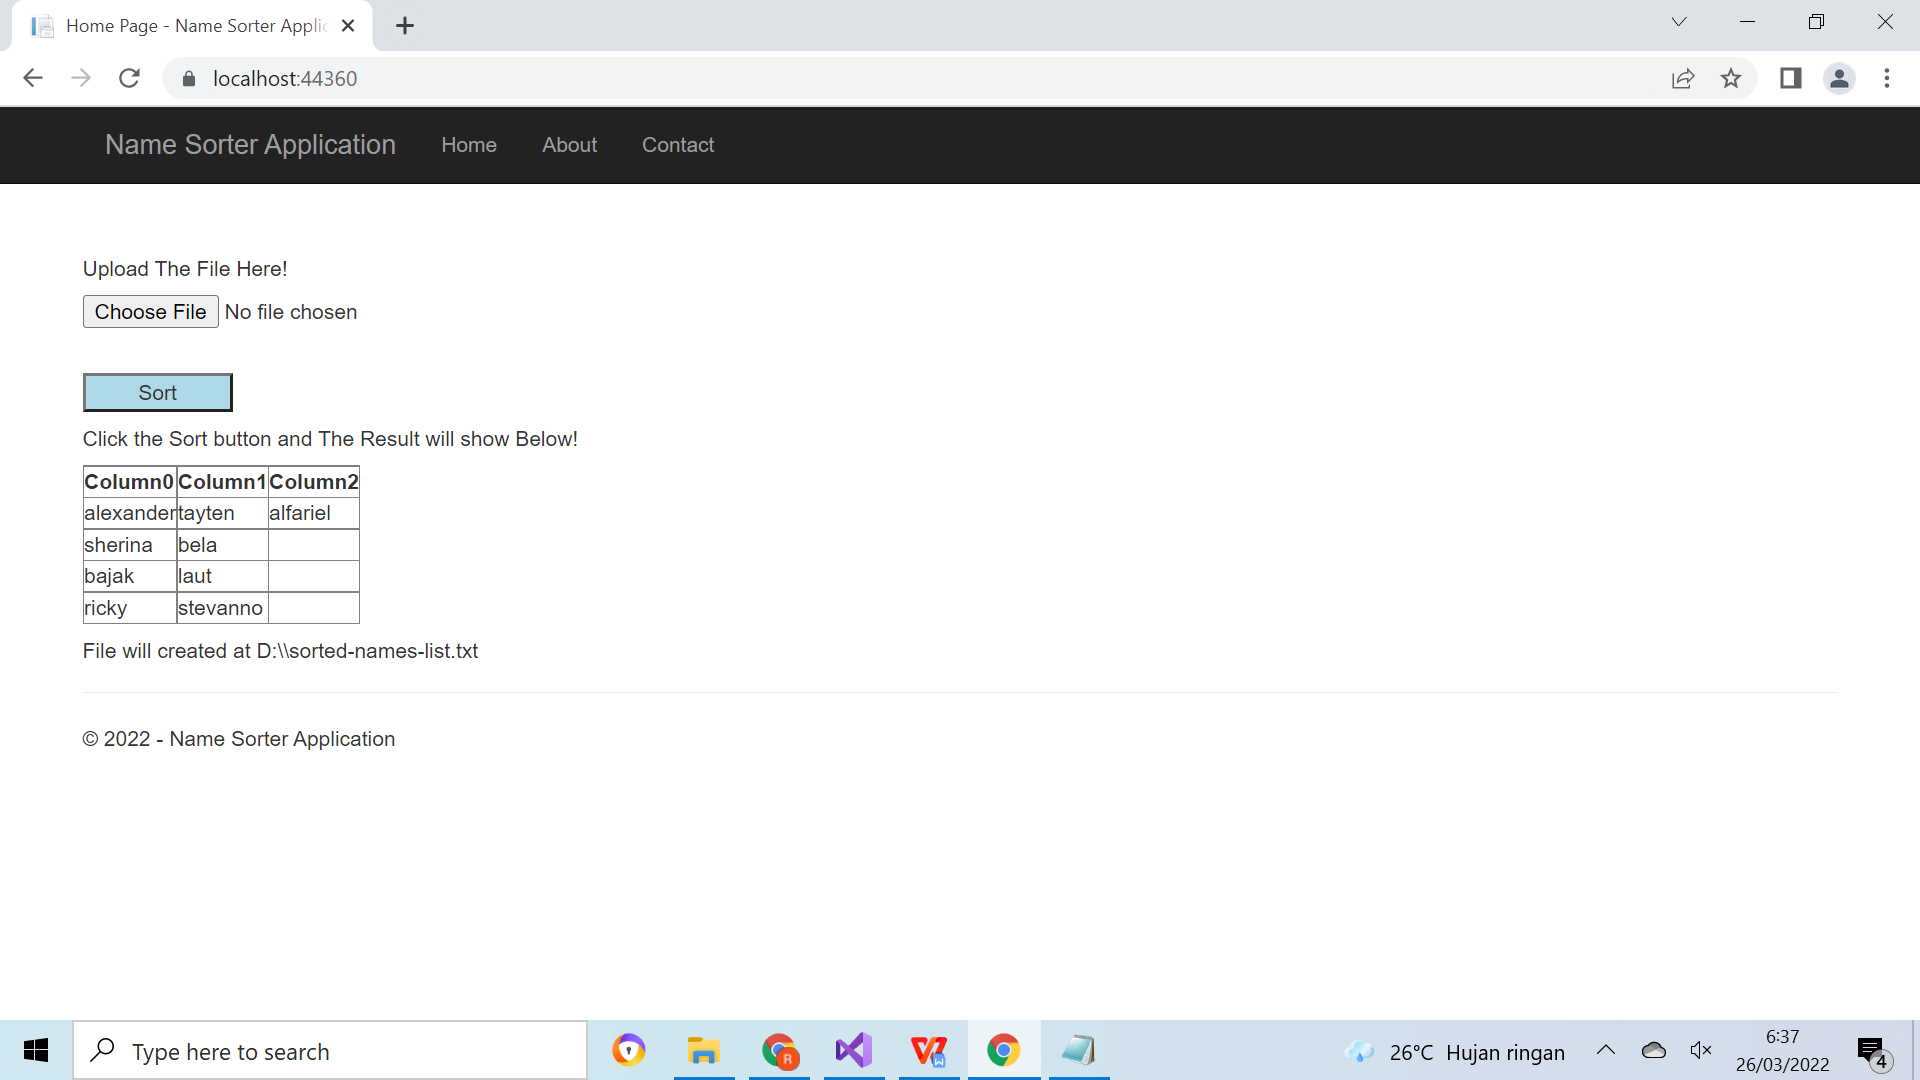 Home Page - Name Sorter Applic
localhost:44360
Name Sorter Application Home About Contact
Upload The File Here!
Choose File No file chosen
Sort
Click the Sort button and The Result will show Below!
Column0 Column1 Column2
alexander tayten alfariel
sherina bela
bajak laut
ricky stevanno
File will created at D:\\sorted-names-list.txt
© 2022 - Name Sorter Application
Type here to search
R
W
26°C Hujan ringan
6:37
26/03/2022
4